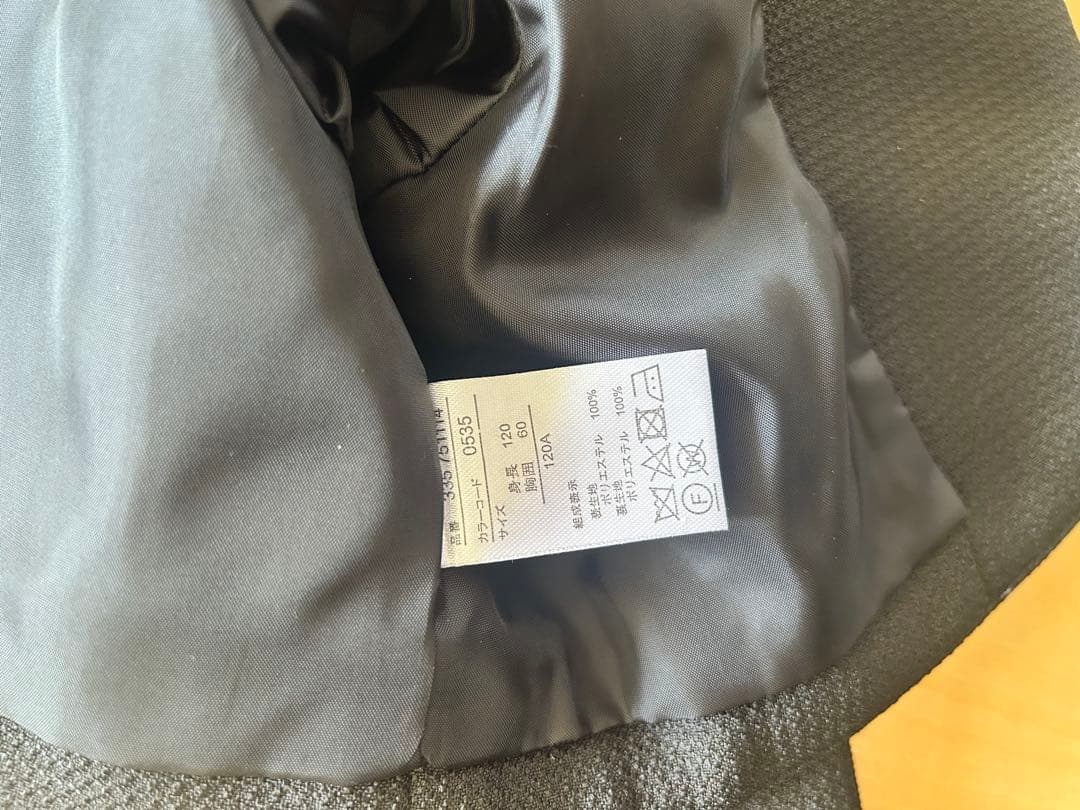 品番 335 751114
カラーコード 0535
サイズ
身長 120
胸囲 60
120A
組成表示
表生地
ポリエステル 100%
裏生地
ポリエステル 100%
F